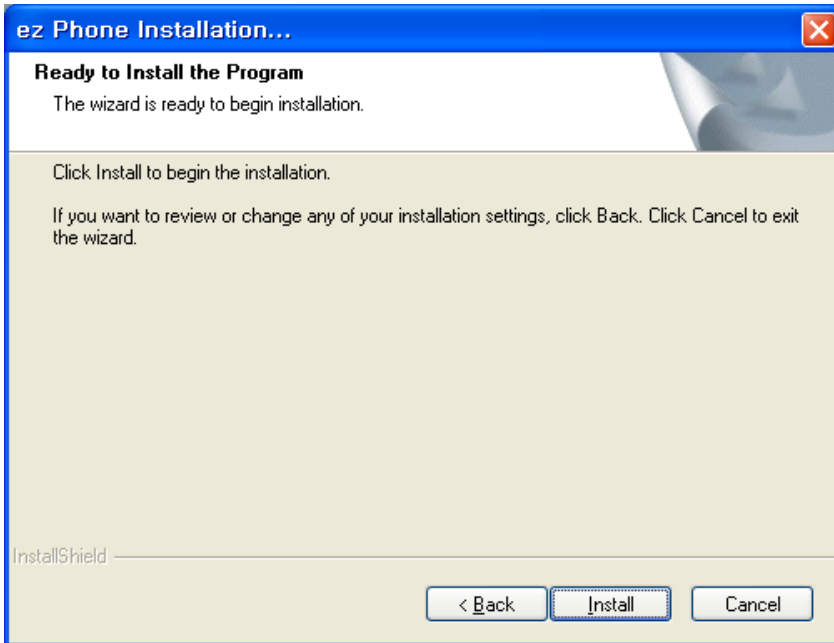 ez Phone Installation...
Ready to Install the Program
The wizard is ready to begin installation.
Click Install to begin the installation.
If you want to review or change any of your installation settings, click Back. Click Cancel to exit
the wizard.
InstallShield
< Back
Install
Cancel